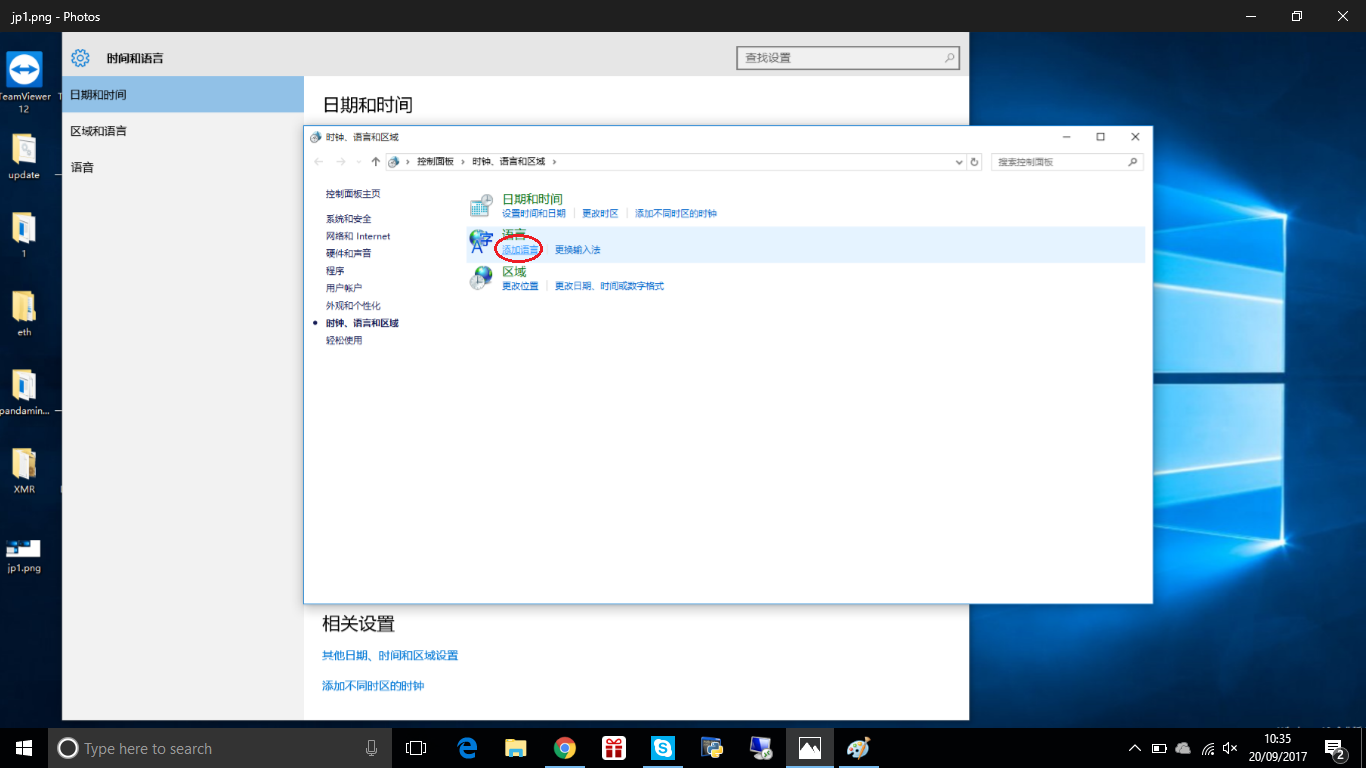 jp1.png - Photos
TeamViewer 12
update
1
eth
pandamin...
XMR
jp1.png
时间和语言
查找设置
日期和时间
区域和语言
语音
日期和时间
时钟、语言和区域
控制面板
时钟、语言和区域
搜索控制面板
控制面板主页
系统和安全
网络和 Internet
硬件和声音
程序
用户帐户
外观和个性化
时钟、语言和区域
轻松使用
日期和时间
设置时间和日期 更改时区 添加不同时区的时钟
语言
添加语言 更换输入法
区域
更改位置 更改日期、时间或数字格式
相关设置
其他日期、时间和区域设置
添加不同时区的时钟
Type here to search
10:35
20/09/2017
2